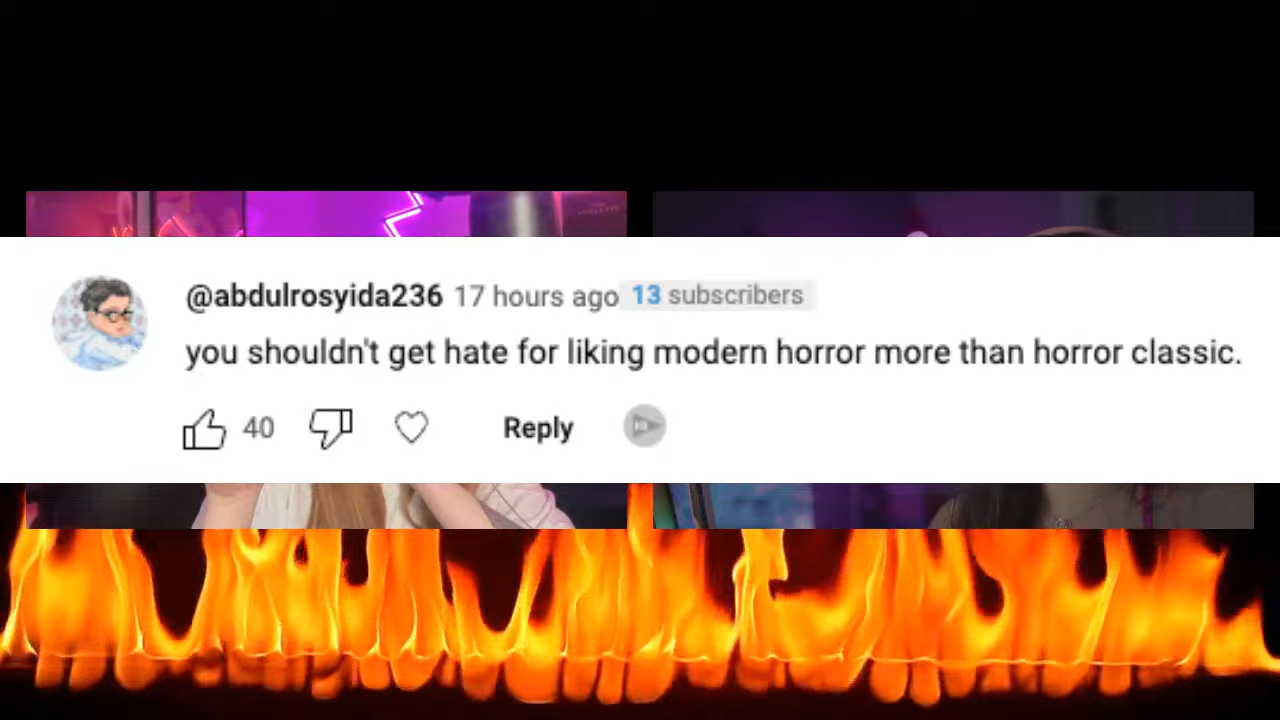 @abdulrosyida236 17 hours ago 13 subscribers
you shouldn't get hate for liking modern horror more than horror classic.
40 Reply